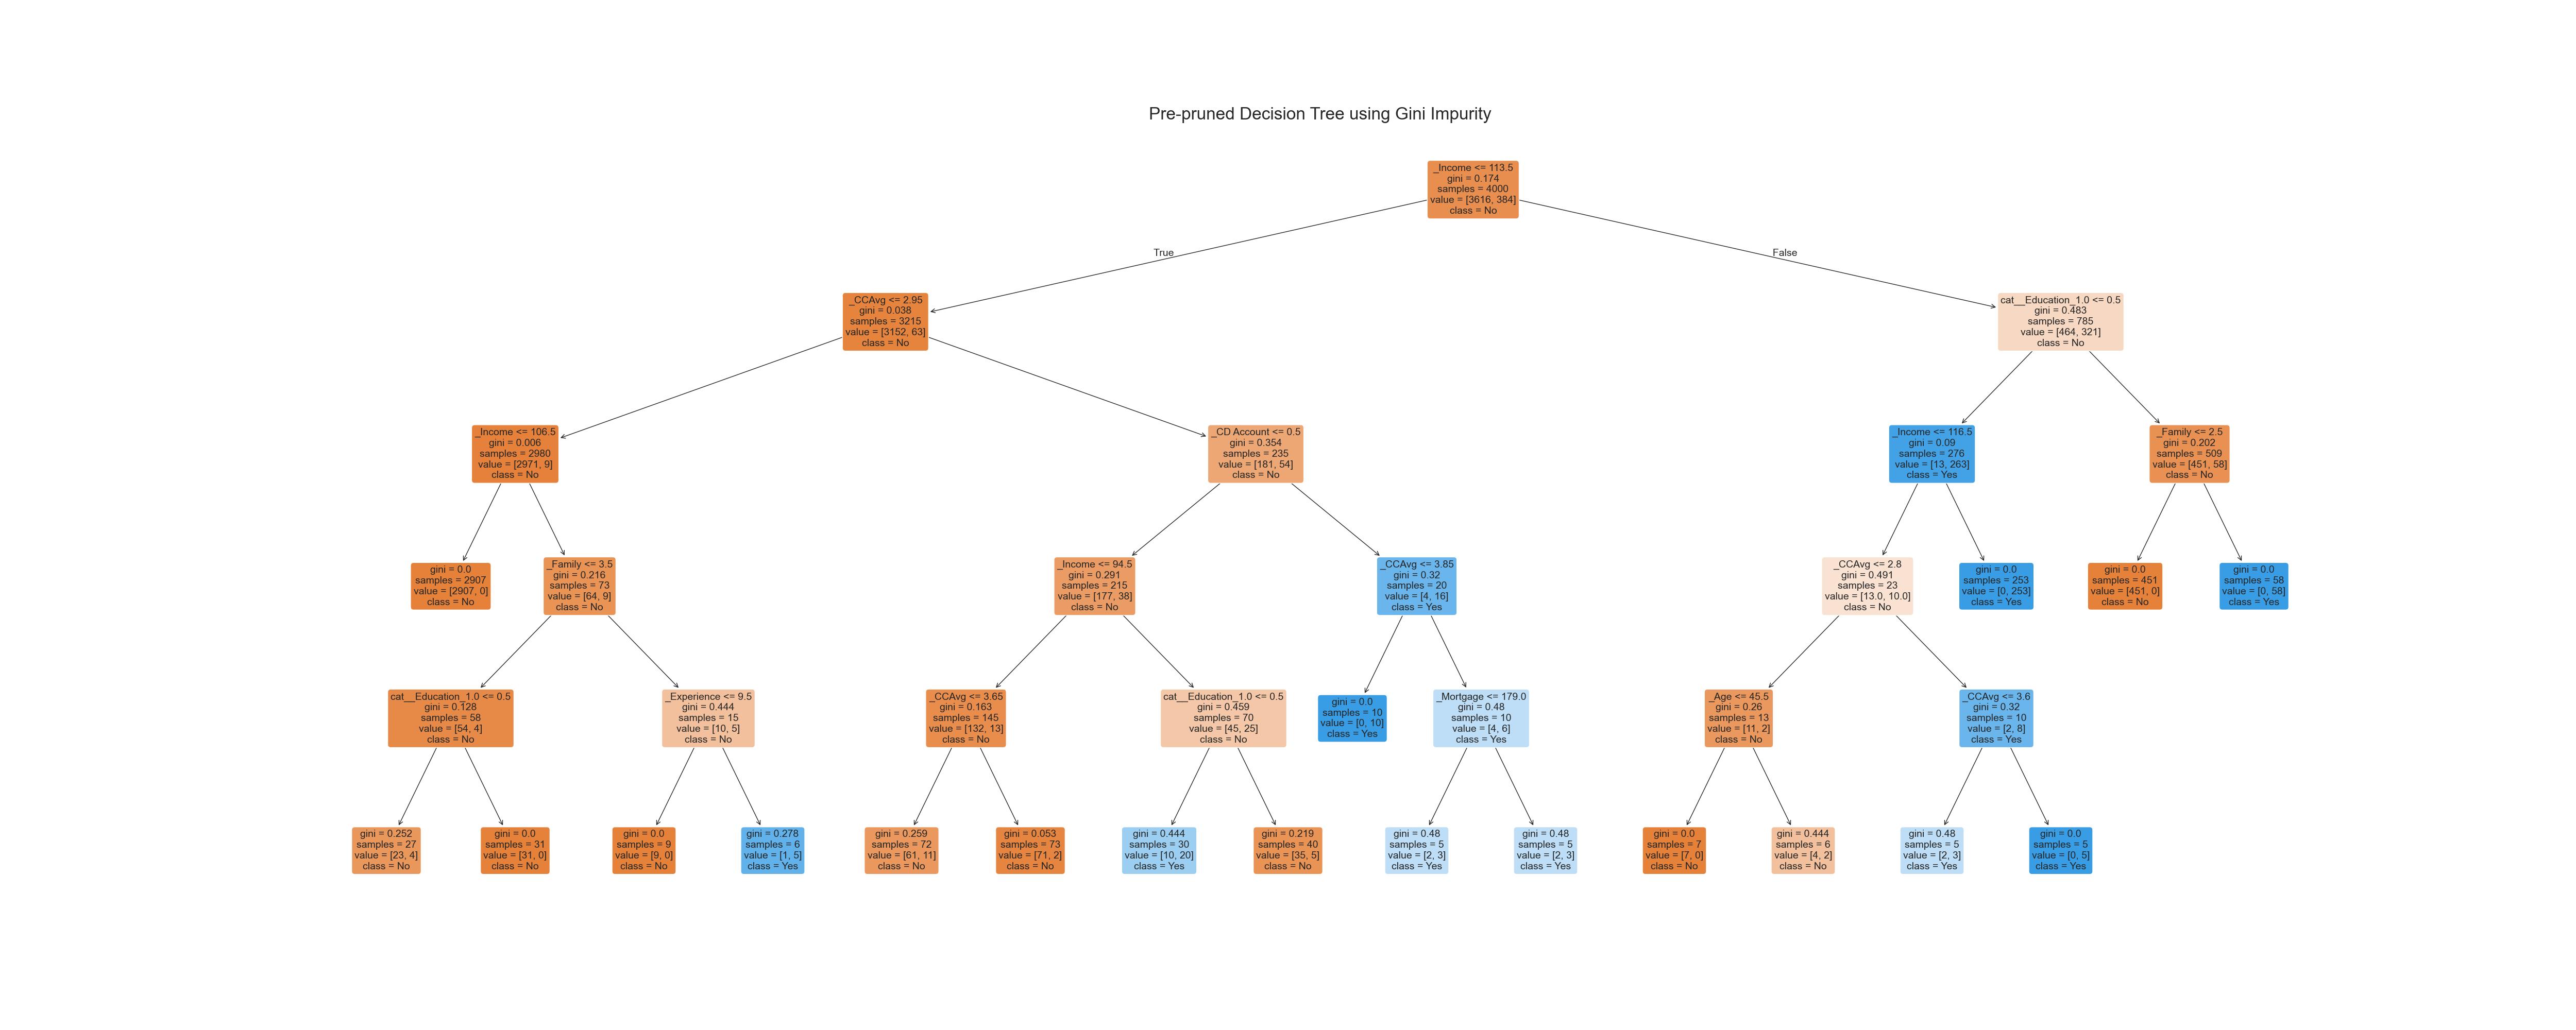 Pre-pruned Decision Tree using Gini Impurity
_Income <= 113.5
gini = 0.174
samples = 4000
value = [3616, 384]
class = No
True
False
_CCAvg <= 2.95
gini = 0.038
samples = 3215
value = [3152, 63]
class = No
cat__Education_1.0 <= 0.5
gini = 0.483
samples = 785
value = [464, 321]
class = No
_Income <= 106.5
gini = 0.006
samples = 2980
value = [2971, 9]
class = No
_CD Account <= 0.5
gini = 0.354
samples = 235
value = [181, 54]
class = No
_Income <= 116.5
gini = 0.09
samples = 276
value = [13, 263]
class = Yes
_Family <= 2.5
gini = 0.202
samples = 509
value = [451, 58]
class = No
gini = 0.0
samples = 2907
value = [2907, 0]
class = No
_Family <= 3.5
gini = 0.216
samples = 73
value = [64, 9]
class = No
_Income <= 94.5
gini = 0.291
samples = 215
value = [177, 38]
class = No
_CCAvg <= 3.85
gini = 0.32
samples = 20
value = [4, 16]
class = Yes
_CCAvg <= 2.8
gini = 0.491
samples = 23
value = [13.0, 10.0]
class = No
gini = 0.0
samples = 253
value = [0, 253]
class = Yes
gini = 0.0
samples = 451
value = [451, 0]
class = No
gini = 0.0
samples = 58
value = [0, 58]
class = Yes
cat__Education_1.0 <= 0.5
gini = 0.128
samples = 58
value = [54, 4]
class = No
_Experience <= 9.5
gini = 0.444
samples = 15
value = [10, 5]
class = No
_CCAvg <= 3.65
gini = 0.163
samples = 145
value = [132, 13]
class = No
cat__Education_1.0 <= 0.5
gini = 0.459
samples = 70
value = [45, 25]
class = No
gini = 0.0
samples = 10
value = [0, 10]
class = Yes
_Mortgage <= 179.0
gini = 0.48
samples = 10
value = [4, 6]
class = Yes
_Age <= 45.5
gini = 0.26
samples = 13
value = [11, 2]
class = No
_CCAvg <= 3.6
gini = 0.32
samples = 10
value = [2, 8]
class = Yes
gini = 0.252
samples = 27
value = [23, 4]
class = No
gini = 0.0
samples = 31
value = [31, 0]
class = No
gini = 0.0
samples = 9
value = [9, 0]
class = No
gini = 0.278
samples = 6
value = [1, 5]
class = Yes
gini = 0.259
samples = 72
value = [61, 11]
class = No
gini = 0.053
samples = 73
value = [71, 2]
class = No
gini = 0.444
samples = 30
value = [10, 20]
class = Yes
gini = 0.219
samples = 40
value = [35, 5]
class = No
gini = 0.48
samples = 5
value = [2, 3]
class = Yes
gini = 0.48
samples = 5
value = [2, 3]
class = Yes
gini = 0.0
samples = 7
value = [7, 0]
class = No
gini = 0.444
samples = 6
value = [4, 2]
class = No
gini = 0.48
samples = 5
value = [2, 3]
class = Yes
gini = 0.0
samples = 5
value = [0, 5]
class = Yes